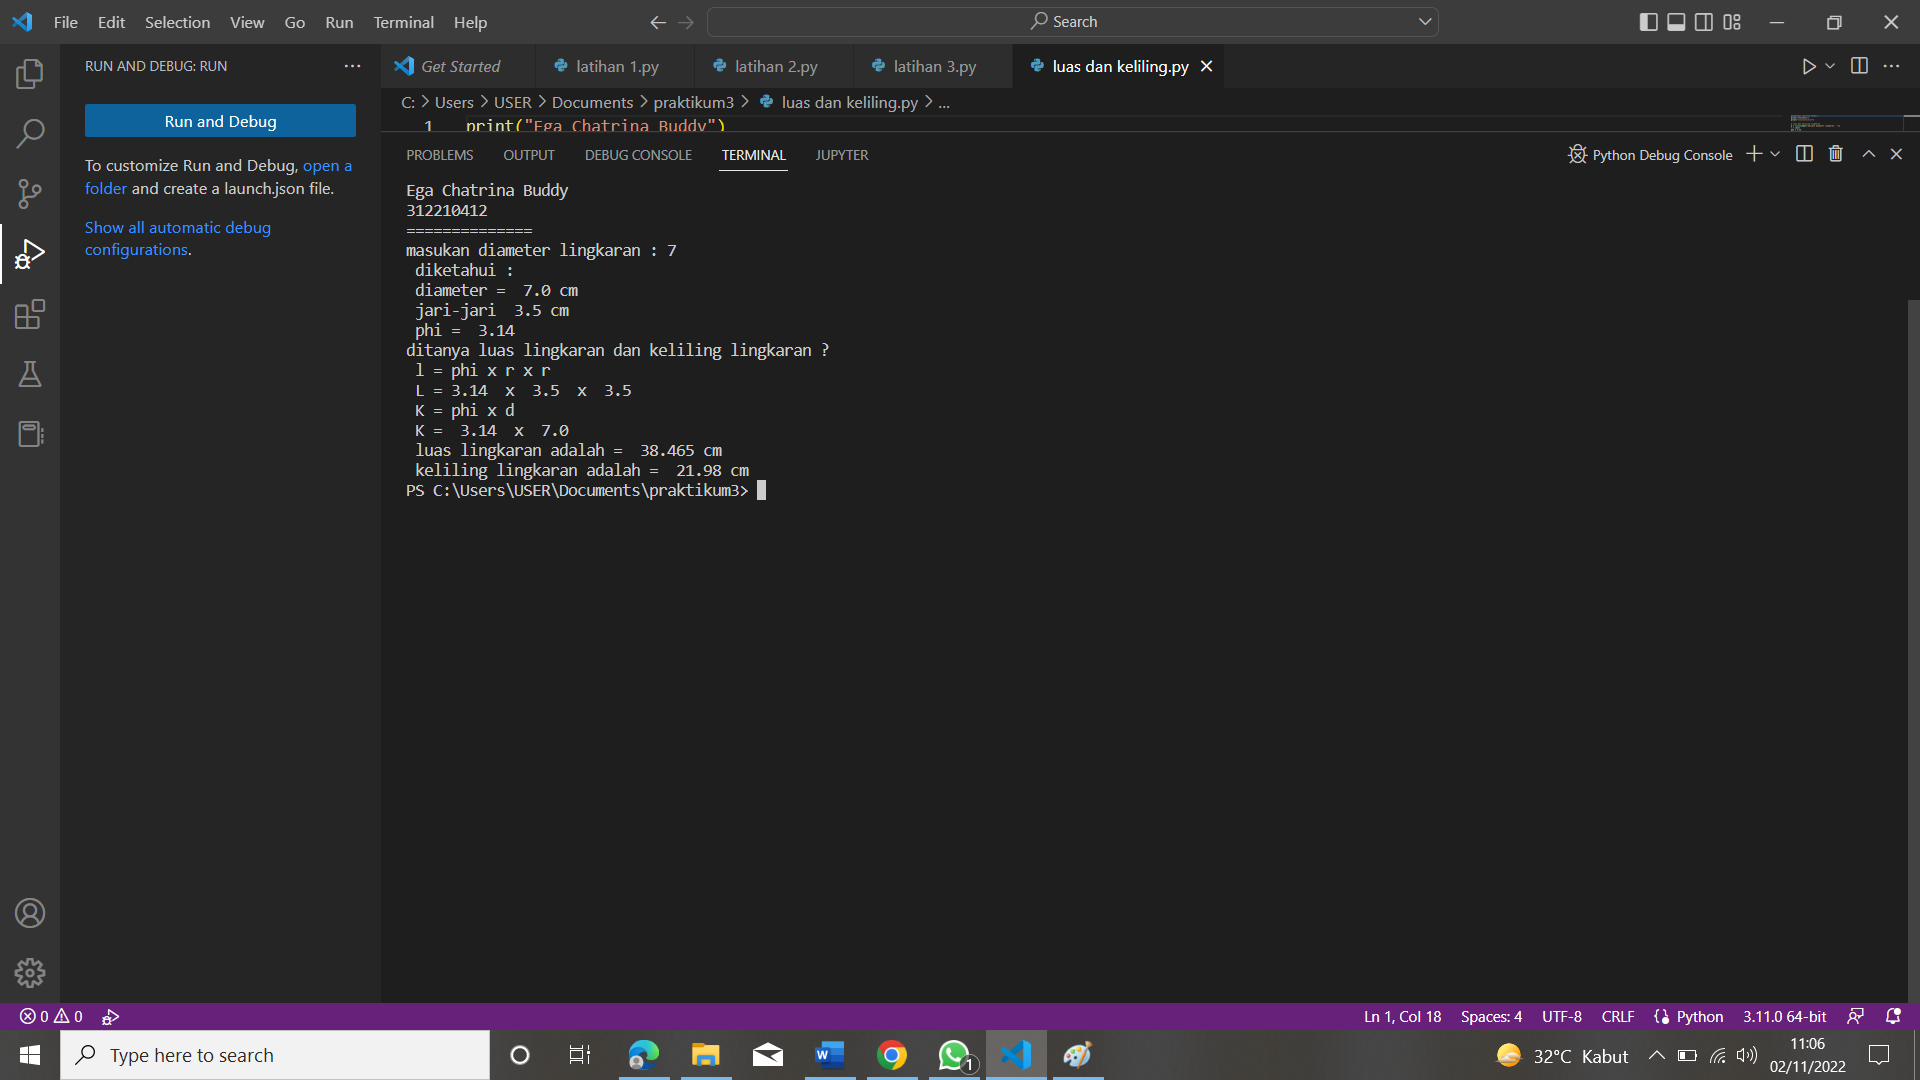 File Edit Selection View Go Run Terminal Help
Search
RUN AND DEBUG: RUN
Get Started
latihan 1.py
latihan 2.py
latihan 3.py
luas dan keliling.py
C: > Users > USER > Documents > praktikum3 > luas dan keliling.py > ...
1 print("Ega Chatrina Buddy")
Run and Debug
To customize Run and Debug, open a
folder and create a launch.json file.
Show all automatic debug
configurations.
PROBLEMS OUTPUT DEBUG CONSOLE TERMINAL JUPYTER
Python Debug Console
Ega Chatrina Buddy
312210412
==============
masukan diameter lingkaran : 7
diketahui :
diameter =  7.0 cm
jari-jari  3.5 cm
phi =  3.14
ditanya luas lingkaran dan keliling lingkaran ?
l = phi x r x r
L = 3.14  x  3.5  x  3.5
K = phi x d
K =  3.14  x  7.0
luas lingkaran adalah =  38.465 cm
keliling lingkaran adalah =  21.98 cm
PS C:\Users\USER\Documents\praktikum3>
0 0
Ln 1, Col 18 Spaces: 4 UTF-8 CRLF Python 3.11.0 64-bit
Type here to search
1
32°C Kabut
11:06
02/11/2022